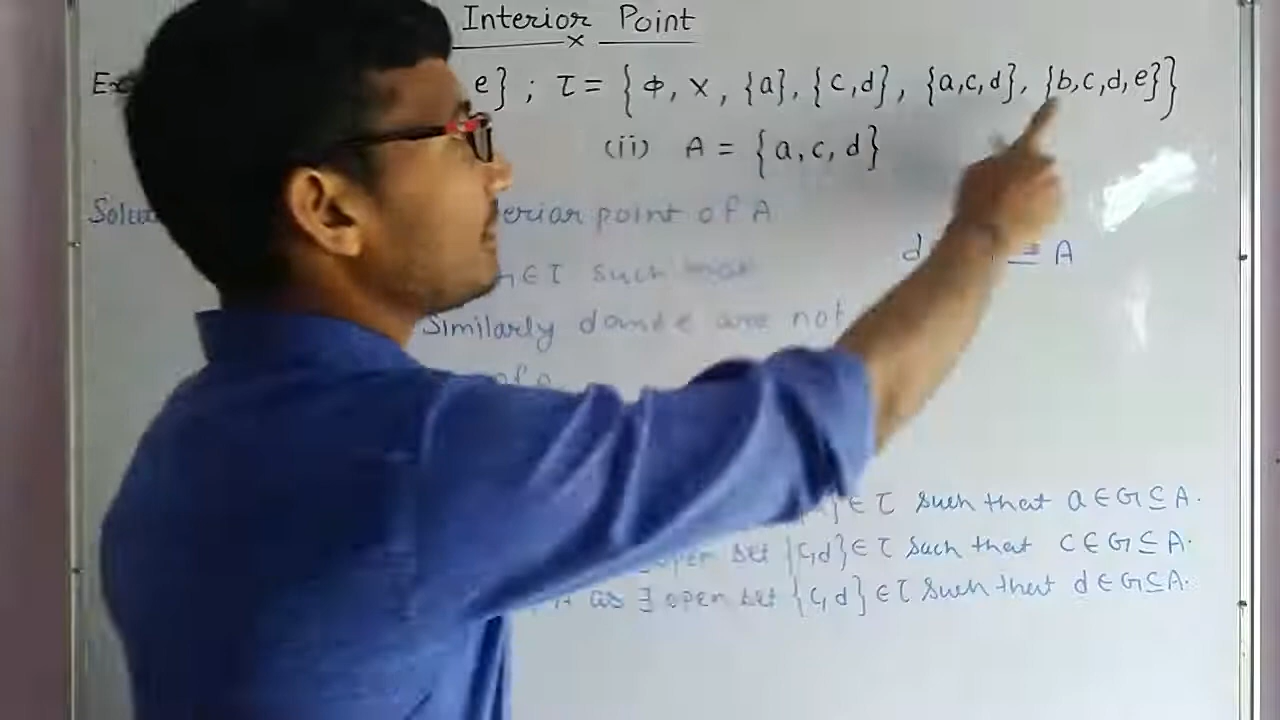 Interior Point
Ex e} ; τ = { Φ, X, {a}, {c,d}, {a,c,d}, {b,c,d,e}}
(ii) A = {a,c,d}
Solu eriar point of A
d A
∈ τ such
Similarly d and e are not
of
} ∈ τ such that a ∈ G ⊆ A.
open set {c,d} ∈ τ such that c ∈ G ⊆ A.
as ∃ open set {c,d} ∈ τ such that d ∈ G ⊆ A.